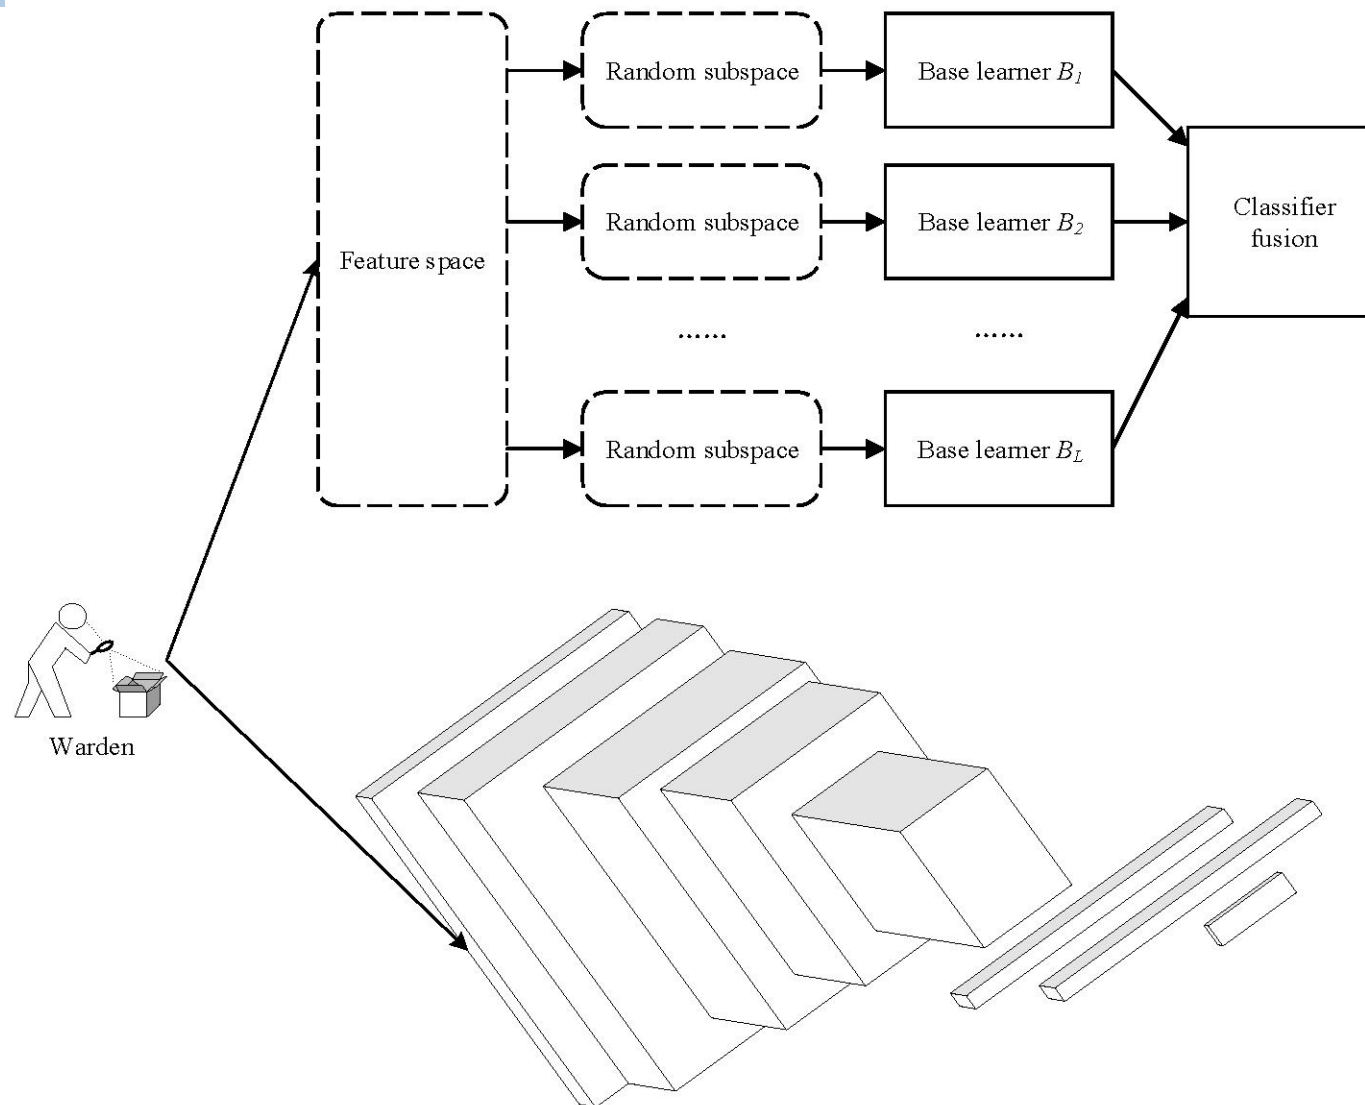 Random subspace
Base learner B1
Feature space
Random subspace
Base learner B2
Classifier
fusion
......
......
Random subspace
Base learner BL
Warden